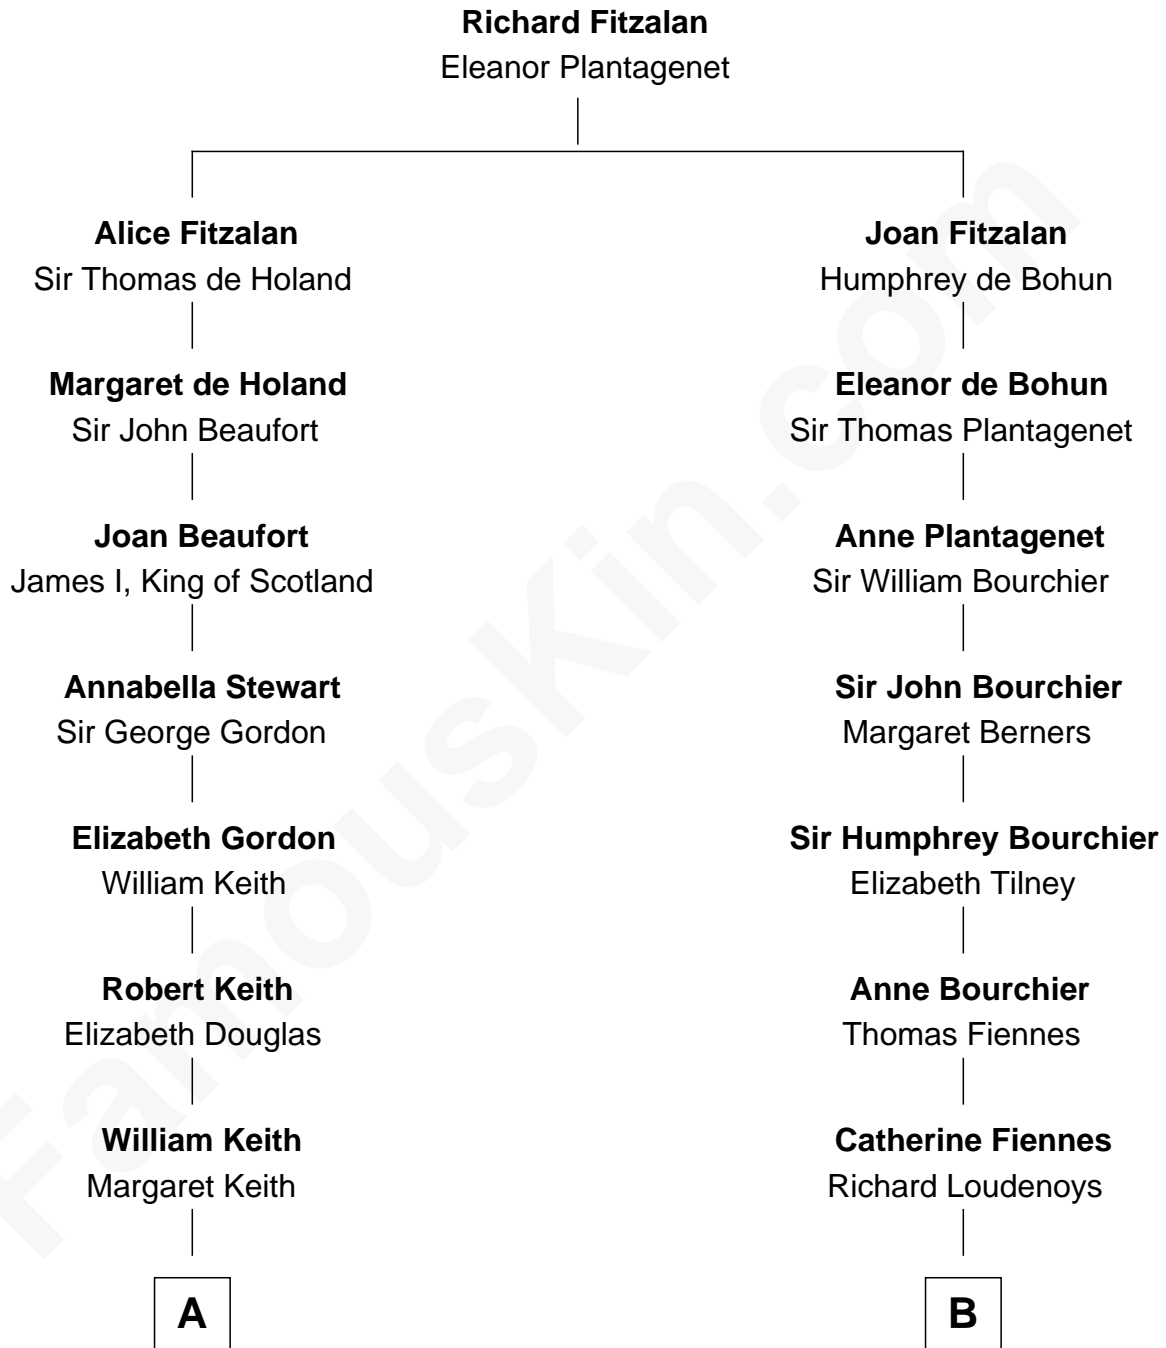 Richard Fitzalan
Eleanor Plantagenet
Alice Fitzalan
Sir Thomas de Holand
Joan Fitzalan
Humphrey de Bohun
Margaret de Holand
Sir John Beaufort
Eleanor de Bohun
Sir Thomas Plantagenet
Joan Beaufort
James I, King of Scotland
Anne Plantagenet
Sir William Bourchier
Annabella Stewart
Sir George Gordon
Sir John Bourchier
Margaret Berners
Elizabeth Gordon
William Keith
Sir Humphrey Bourchier
Elizabeth Tilney
Robert Keith
Elizabeth Douglas
Anne Bourchier
Thomas Fiennes
William Keith
Margaret Keith
Catherine Fiennes
Richard Loudenoys
A
B
FamousKin.com